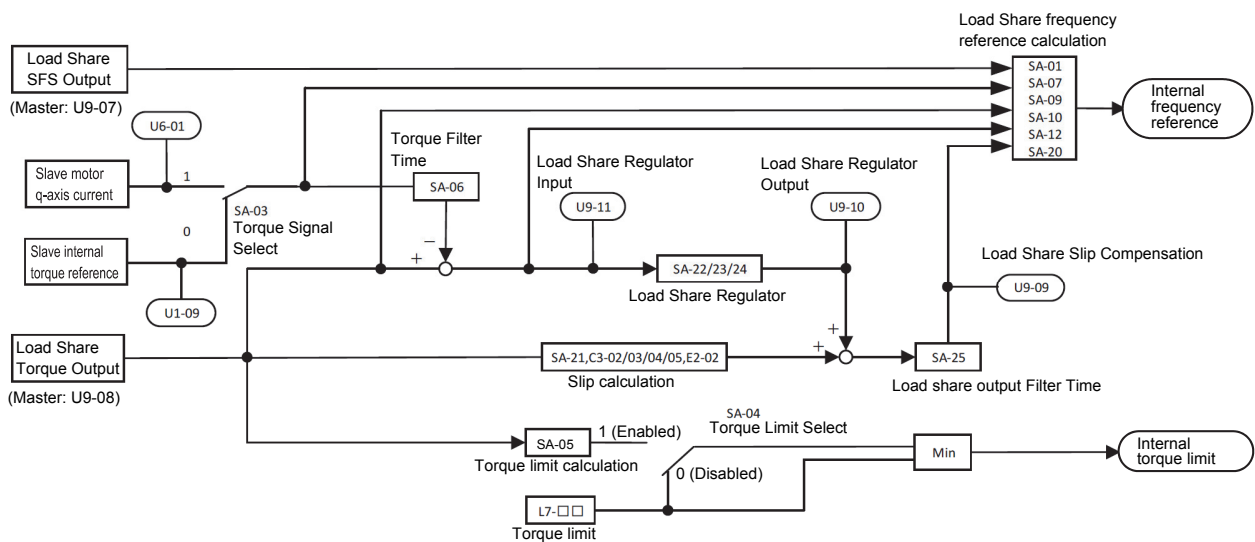 Load Share frequency
reference calculation
Load Share
SFS Output
(Master: U9-07)
SA-01
SA-07
SA-09
SA-10
SA-12
SA-20
Internal
frequency
reference
U6-01
Torque Filter
Time
Slave motor
q-axis current
1
SA-06
Load Share Regulator
Input
Load Share Regulator
Output
U9-11
U9-10
SA-03
Torque Signal
Select
0
Slave internal
torque reference
−
+
SA-22/23/24
Load Share Regulator
Load Share Slip Compensation
U9-09
U1-09
Load Share
Torque Output
(Master: U9-08)
+
SA-21,C3-02/03/04/05,E2-02
+
SA-25
Slip calculation
Load share output Filter Time
SA-04
Torque Limit Select
SA-05
1 (Enabled)
Torque limit calculation
0 (Disabled)
Min
Internal
torque limit
L7-□□
Torque limit